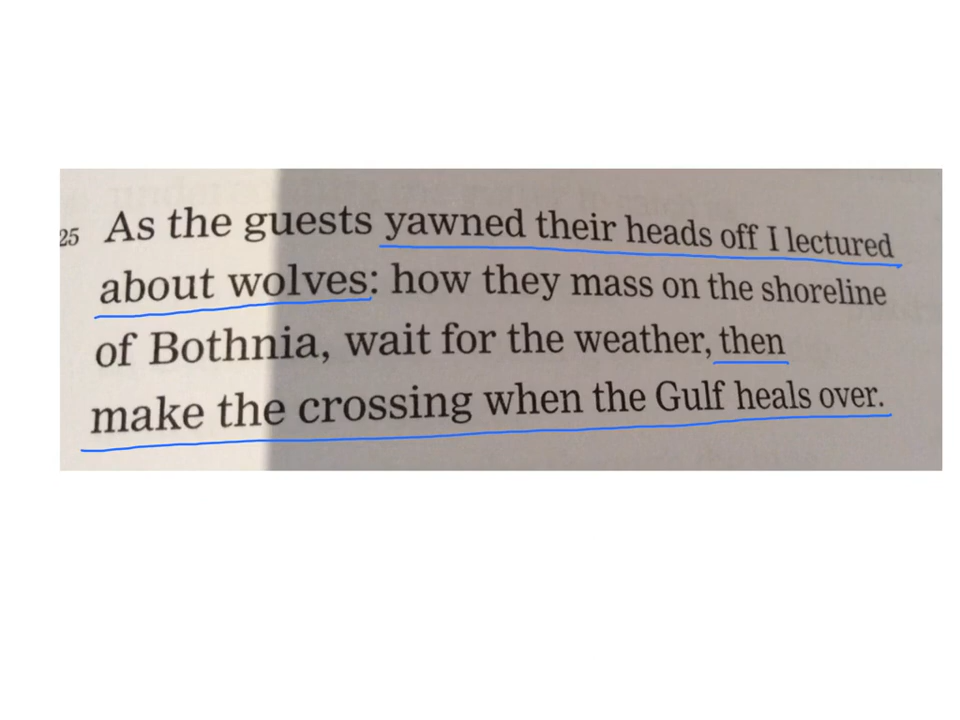 25 As the guests yawned their heads off I lectured
about wolves: how they mass on the shoreline
of Bothnia, wait for the weather, then
make the crossing when the Gulf heals over.